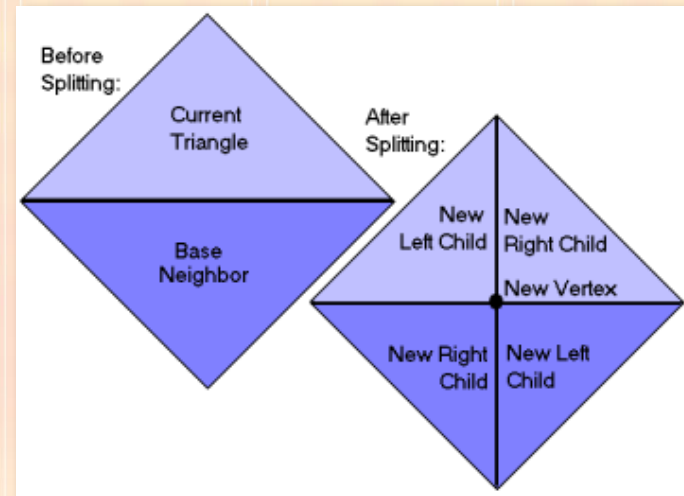 Before
Splitting:
Current
Triangle
Base
Neighbor
After
Splitting:
New
Left Child
New
Right Child
New Vertex
New Right
Child
New Left
Child